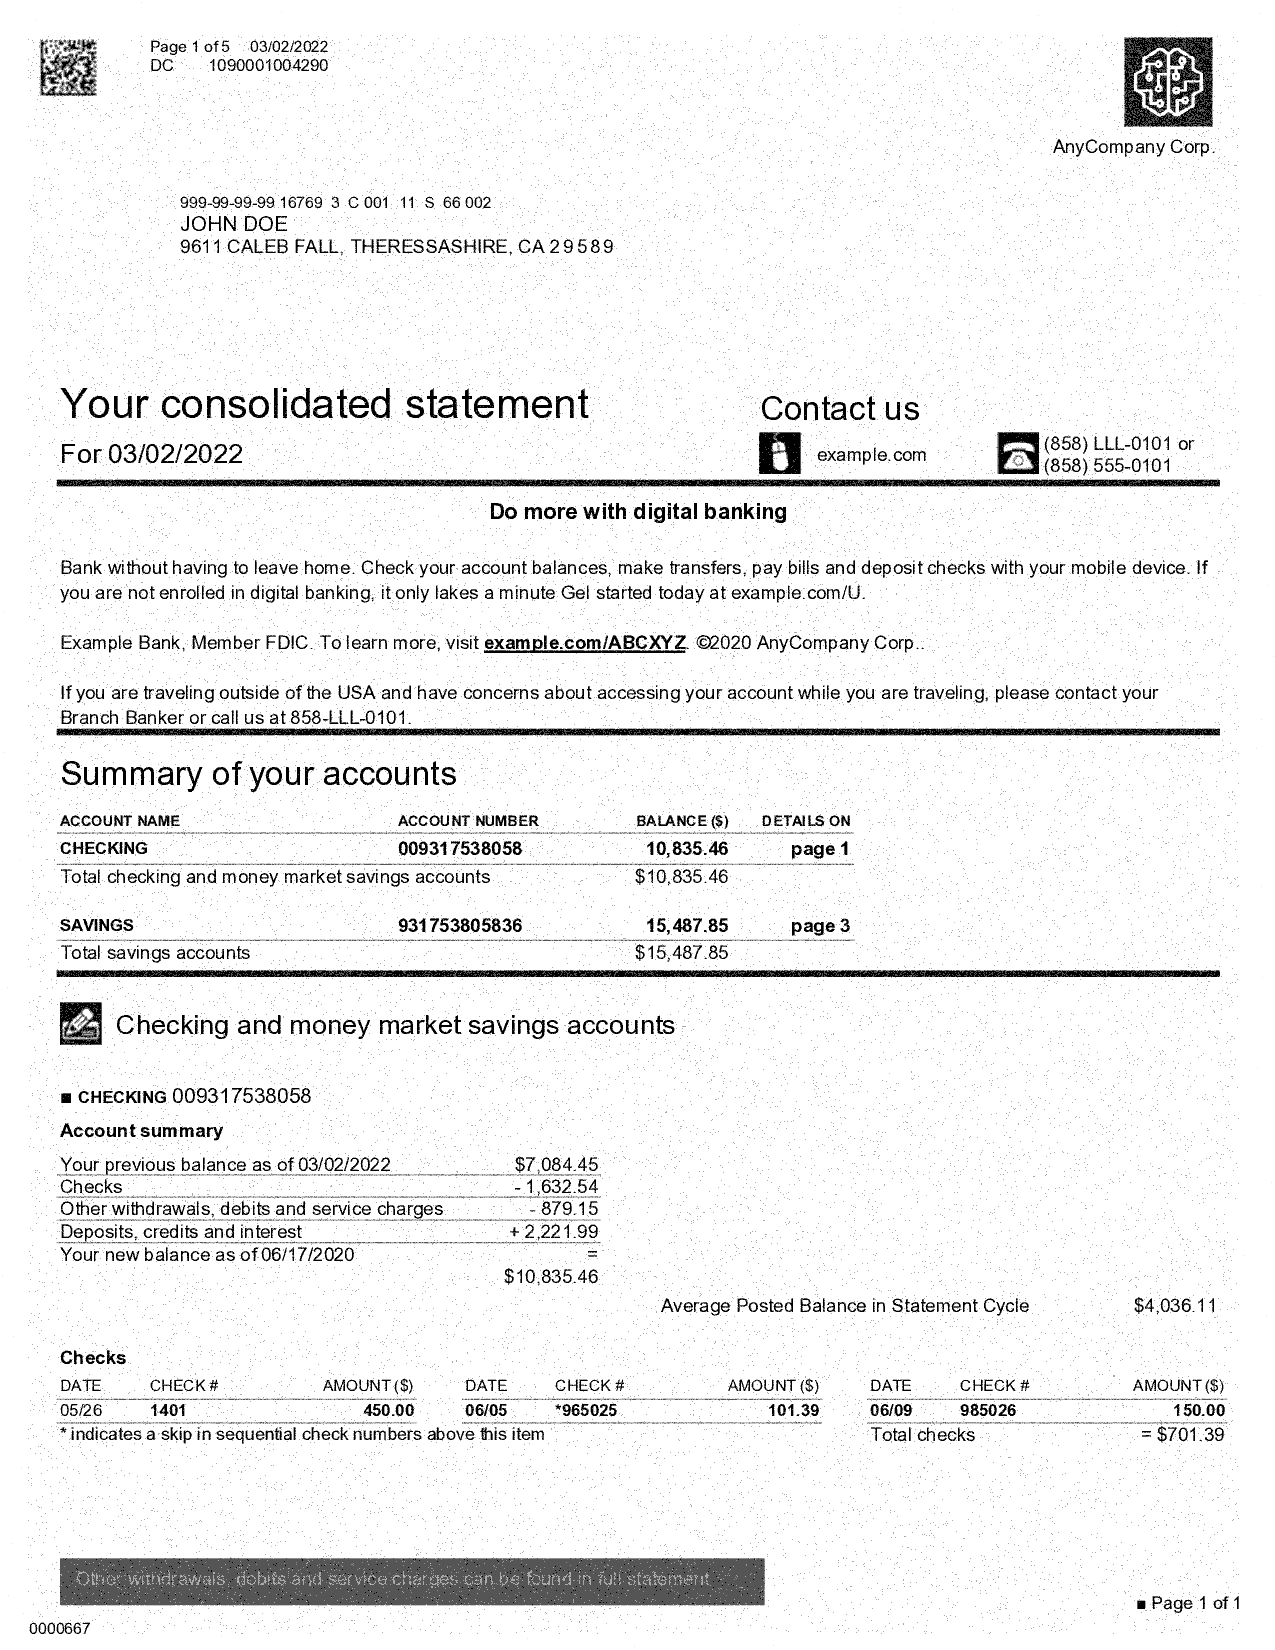 Page 1 of 5 03/02/2022
DC 1090001004290
AnyCompany Corp.
999-99-99-99 16769 3 C 001 11 S 66 002
JOHN DOE
9611 CALEB FALL, THERESSASHIRE, CA 29589
Your consolidated statement
For 03/02/2022
Contact us
example.com
(858) LLL-0101 or
(858) 555-0101
Do more with digital banking
Bank without having to leave home. Check your account balances, make transfers, pay bills and deposit checks with your mobile device. If
you are not enrolled in digital banking, it only lakes a minute Gel started today at example.com/U.
Example Bank, Member FDIC. To learn more, visit example.com/ABCXYZ. ©2020 AnyCompany Corp..
If you are traveling outside of the USA and have concerns about accessing your account while you are traveling, please contact your
Branch Banker or call us at 858-LLL-0101.
Summary of your accounts
ACCOUNT NAME ACCOUNT NUMBER BALANCE ($) DETAILS ON
CHECKING 009317538058 10,835.46 page 1
Total checking and money market savings accounts $10,835.46
SAVINGS 931753805836 15,487.85 page 3
Total savings accounts $15,487.85
Checking and money market savings accounts
■ CHECKING 009317538058
Account summary
Your previous balance as of 03/02/2022 $7,084.45
Checks - 1,632.54
Other withdrawals, debits and service charges - 879.15
Deposits, credits and interest + 2,221.99
Your new balance as of 06/17/2020 =
$10,835.46
Average Posted Balance in Statement Cycle $4,036.11
Checks
DATE CHECK # AMOUNT ($) DATE CHECK # AMOUNT ($) DATE CHECK # AMOUNT ($)
05/26 1401 450.00 06/05 *965025 101.39 06/09 985026 150.00
* indicates a skip in sequential check numbers above this item Total checks = $701.39
Other withdrawals, debits and service charges can be found in full statement
■ Page 1 of 1
0000667